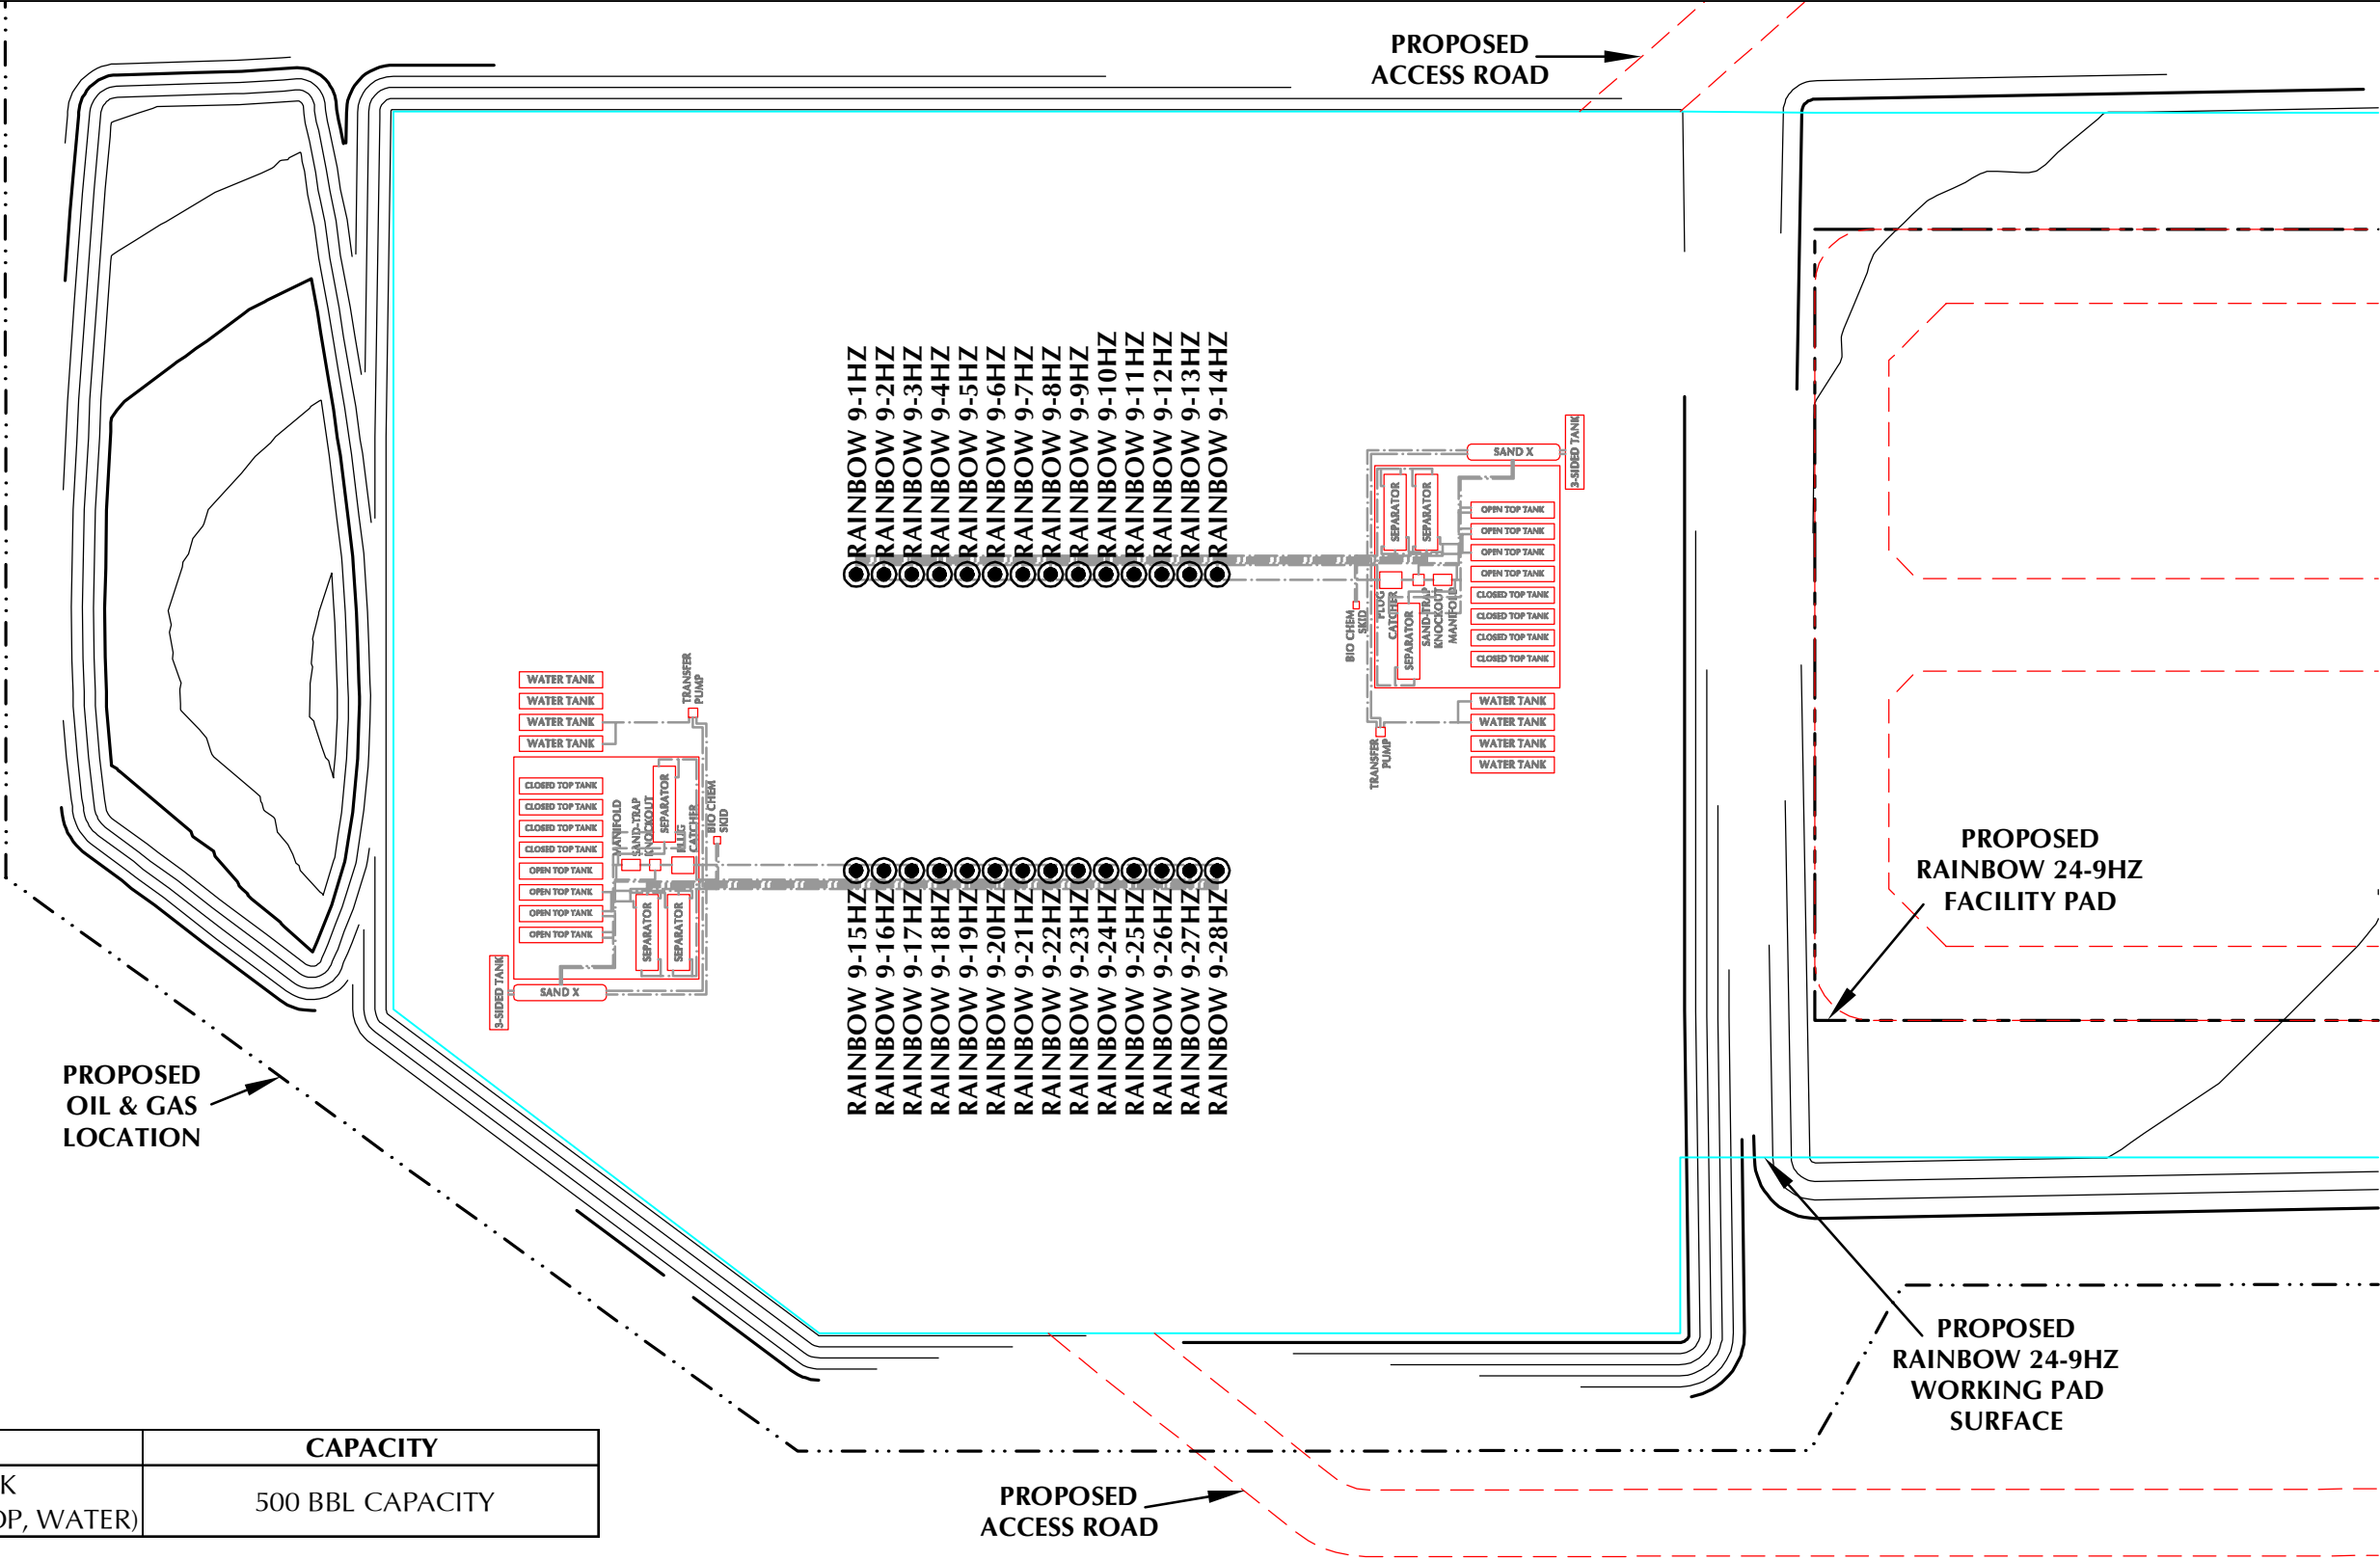 PROPOSED
ACCESS ROAD
RAINBOW 9-1HZ
RAINBOW 9-2HZ
RAINBOW 9-3HZ
RAINBOW 9-4HZ
RAINBOW 9-5HZ
RAINBOW 9-6HZ
RAINBOW 9-7HZ
RAINBOW 9-8HZ
RAINBOW 9-9HZ
RAINBOW 9-10HZ
RAINBOW 9-11HZ
RAINBOW 9-12HZ
RAINBOW 9-13HZ
RAINBOW 9-14HZ
3-SIDED TANK
SAND X
SEPARATOR
SEPARATOR
OPEN TOP TANK
OPEN TOP TANK
OPEN TOP TANK
OPEN TOP TANK
CLOSED TOP TANK
CLOSED TOP TANK
CLOSED TOP TANK
CLOSED TOP TANK
BIO CHEM
SKID
PLUG
CATCHER
SEPARATOR
SAND-TRAP
KNOCKOUT
MANIFOLD
WATER TANK
WATER TANK
WATER TANK
WATER TANK
TRANSFER
PUMP
WATER TANK
WATER TANK
WATER TANK
WATER TANK
TRANSFER
PUMP
CLOSED TOP TANK
CLOSED TOP TANK
CLOSED TOP TANK
CLOSED TOP TANK
OPEN TOP TANK
OPEN TOP TANK
OPEN TOP TANK
OPEN TOP TANK
MANIFOLD
SAND-TRAP
KNOCKOUT
SEPARATOR
PLUG
CATCHER
BIO CHEM
SKID
SEPARATOR
SEPARATOR
3-SIDED TANK
SAND X
RAINBOW 9-15HZ
RAINBOW 9-16HZ
RAINBOW 9-17HZ
RAINBOW 9-18HZ
RAINBOW 9-19HZ
RAINBOW 9-20HZ
RAINBOW 9-21HZ
RAINBOW 9-22HZ
RAINBOW 9-23HZ
RAINBOW 9-24HZ
RAINBOW 9-25HZ
RAINBOW 9-26HZ
RAINBOW 9-27HZ
RAINBOW 9-28HZ
PROPOSED
RAINBOW 24-9HZ
FACILITY PAD
PROPOSED
OIL & GAS
LOCATION
PROPOSED
RAINBOW 24-9HZ
WORKING PAD
SURFACE
CAPACITY
K
OP, WATER)
500 BBL CAPACITY
PROPOSED
ACCESS ROAD